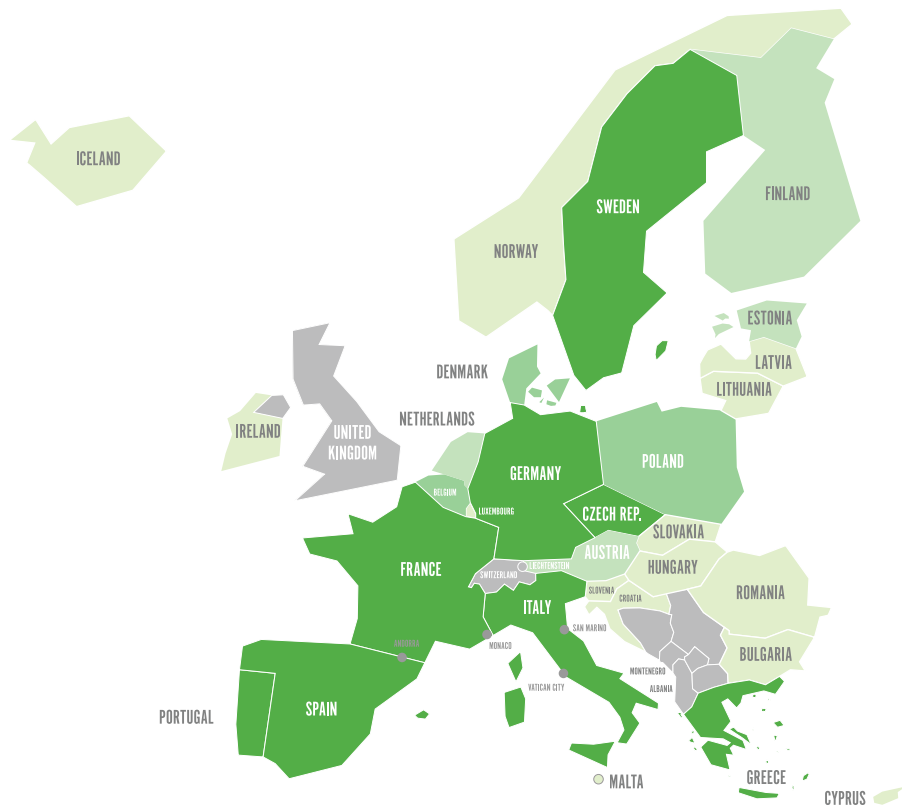 ICELAND
FINLAND
SWEDEN
NORWAY
ESTONIA
LATVIA
DENMARK
LITHUANIA
NETHERLANDS
IRELAND
UNITED
KINGDOM
POLAND
GERMANY
BELGIUM
LUXEMBOURG
CZECH REP.
SLOVAKIA
AUSTRIA
FRANCE
LIECHTENSTEIN
SWITZERLAND
HUNGARY
SLOVENIA
ROMANIA
CROATIA
ITALY
SAN MARINO
ANDORRA
MONACO
BULGARIA
MONTENEGRO
VATICAN CITY
ALBANIA
SPAIN
PORTUGAL
GREECE
MALTA
CYPRUS